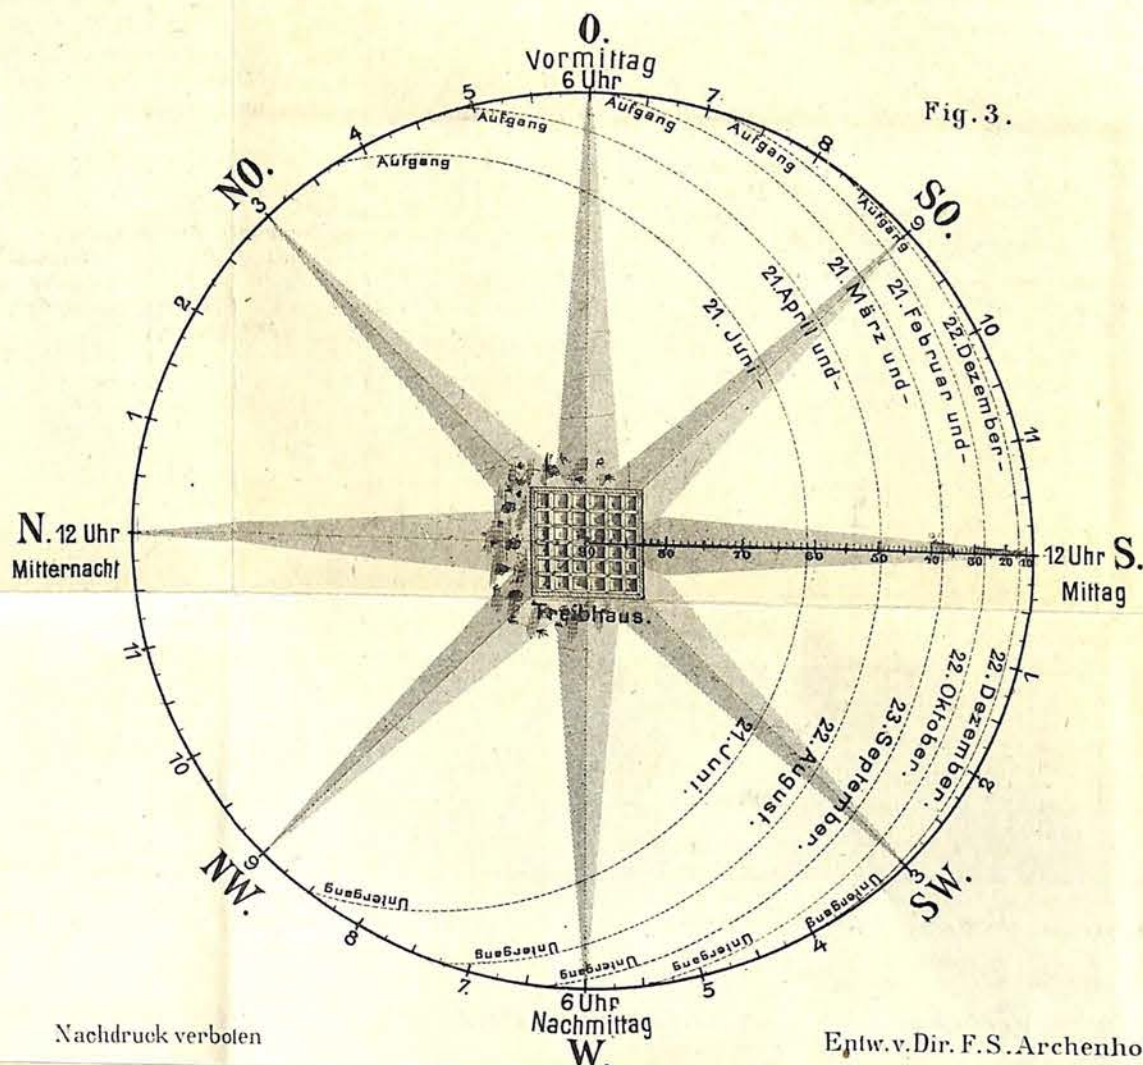 O.
Vormittag
6 Uhr
Fig. 3.
5
Aufgang
Aufgang
7
Aufgang
8
4
Aufgang
Aufgang
NO.
3
SO.
9
2
21. Juni-
21. April und-
21. März und-
21. Februar und-
22. Dezember-
10
1
11
N. 12 Uhr
Mitternacht
90 80 70 60 50 40 30 20 10
12 Uhr S.
Mittag
Treibhaus.
11
1
10
21. Juni.
22. August.
23. September.
22. Oktober.
22. Dezember.
2
NW.
9
SW.
3
Untergang
8
Untergang
7.
Untergang
Untergang
5
Untergang
4
6 Uhr
Nachmittag
W.
Nachdruck verboten
Entw. v. Dir. F. S. Archenho